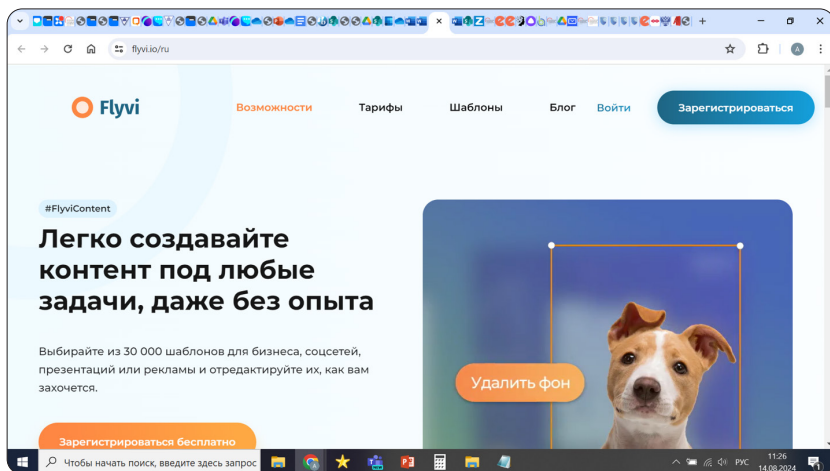 flyvi.io/ru
Flyvi
Возможности
Тарифы
Шаблоны
Блог
Войти
Зарегистрироваться
#FlyviContent
Легко создавайте
контент под любые
задачи, даже без опыта
Выбирайте из 30 000 шаблонов для бизнеса, соцсетей,
презентаций или рекламы и отредактируйте их, как вам
захочется.
Зарегистрироваться бесплатно
Удалить фон
Чтобы начать поиск, введите здесь запрос
РУС
11:26
14.08.2024